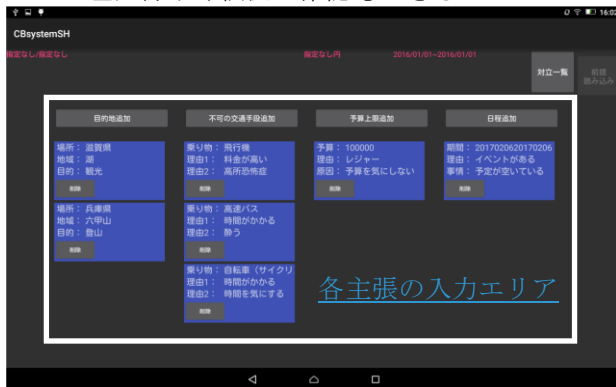 16:02
CBsystemSH
指定なし/指定なし
指定なし円
2016/01/01~2016/01/01
対立一覧
前提
読み込み
目的地追加
不可の交通手段追加
予算上限追加
日程追加
場所： 滋賀県
地域： 湖
目的： 観光
削除
場所： 兵庫県
地域： 六甲山
目的： 登山
削除
乗り物： 飛行機
理由1： 料金が高い
理由2： 高所恐怖症
削除
乗り物： 高速バス
理由1： 時間がかかる
理由2： 酔う
削除
乗り物： 自転車（サイクリ
理由1： 時間がかかる
理由2： 時間を気にする
削除
予算： 100000
理由： レジャー
原因： 予算を気にしない
削除
期間： 2017020620170206
理由： イベントがある
事情： 予定が空いている
削除
各主張の入力エリア